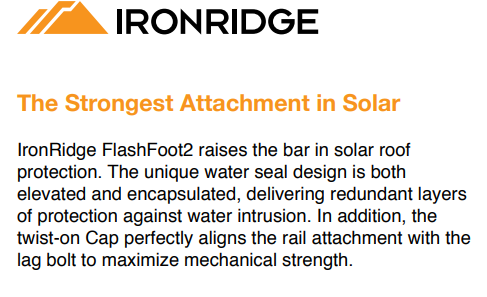 IRONRIDGE
The Strongest Attachment in Solar
IronRidge FlashFoot2 raises the bar in solar roof
protection. The unique water seal design is both
elevated and encapsulated, delivering redundant layers
of protection against water intrusion. In addition, the
twist-on Cap perfectly aligns the rail attachment with the
lag bolt to maximize mechanical strength.